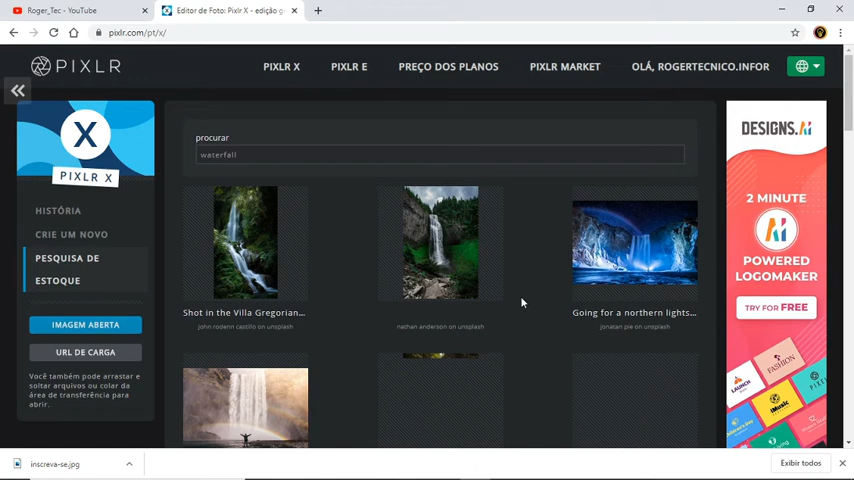 Roger_Tec - YouTube
Editor de Foto: Pixlr X - edição g
pixlr.com/pt/x/
PIXLR
PIXLR X
PIXLR E
PREÇO DOS PLANOS
PIXLR MARKET
OLÁ, ROGERTECNICO.INFOR
X
PIXLR X
HISTÓRIA
CRIE UM NOVO
PESQUISA DE
ESTOQUE
IMAGEM ABERTA
URL DE CARGA
Você também pode arrastar e
soltar arquivos ou colar da
área de transferência para
abrir.
procurar
waterfall
Shot in the Villa Gregorian...
john rodenn castillo on unsplash
nathan anderson on unsplash
Going for a northern lights...
jonatan pie on unsplash
DESIGNS.Ai
2 MINUTE
Ai
POWERED
LOGOMAKER
TRY FOR FREE
FASHION
LAUNCH
iMusic
inscreva-se.jpg
Exibir todos